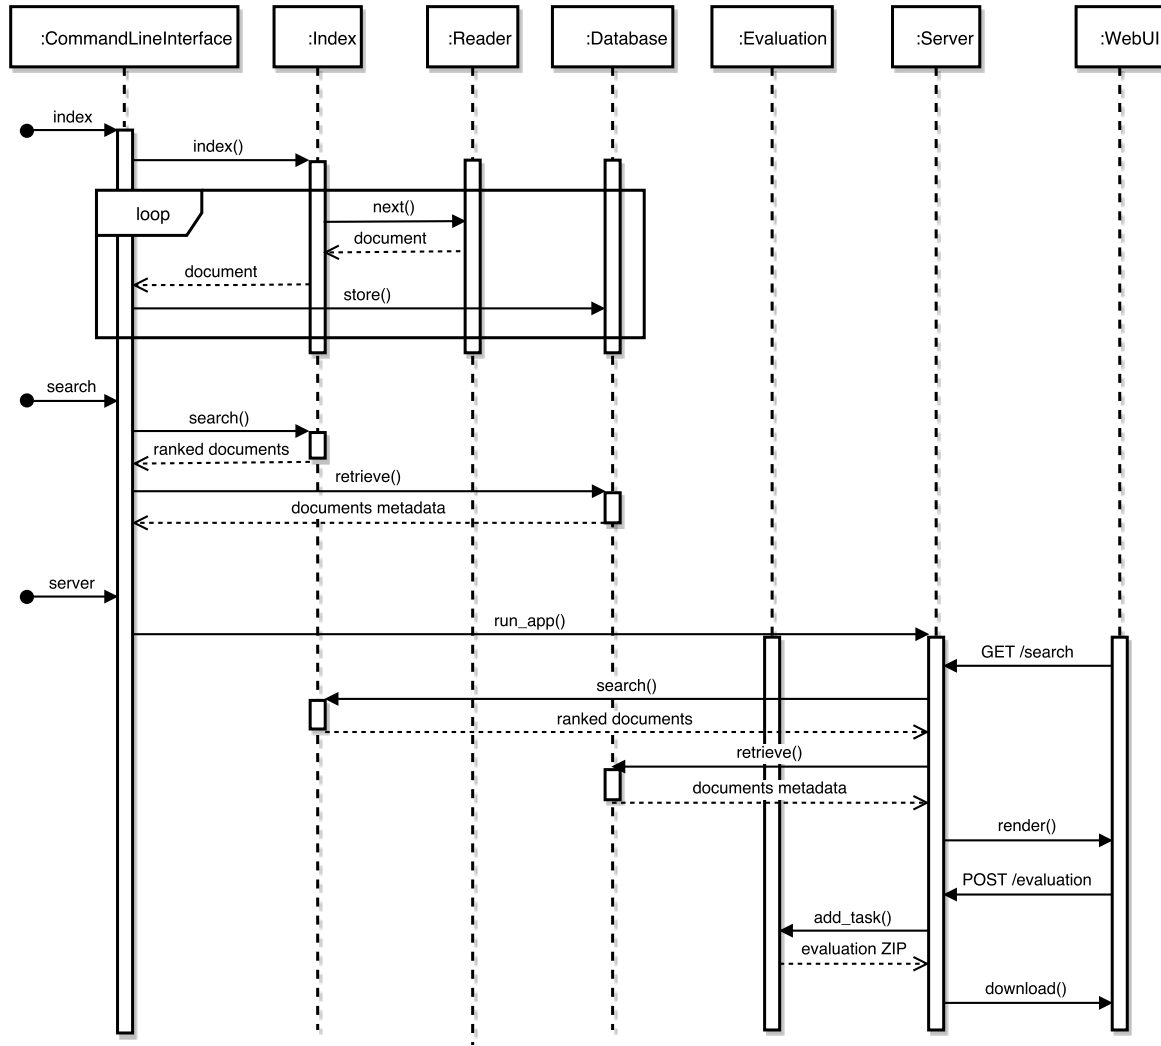 :CommandLineInterface
:Index
:Reader
:Database
:Evaluation
:Server
:WebUI
index
index()
loop
next()
document
document
store()
search
search()
ranked documents
retrieve()
documents metadata
server
run_app()
GET /search
search()
ranked documents
retrieve()
documents metadata
render()
POST /evaluation
add_task()
evaluation ZIP
download()